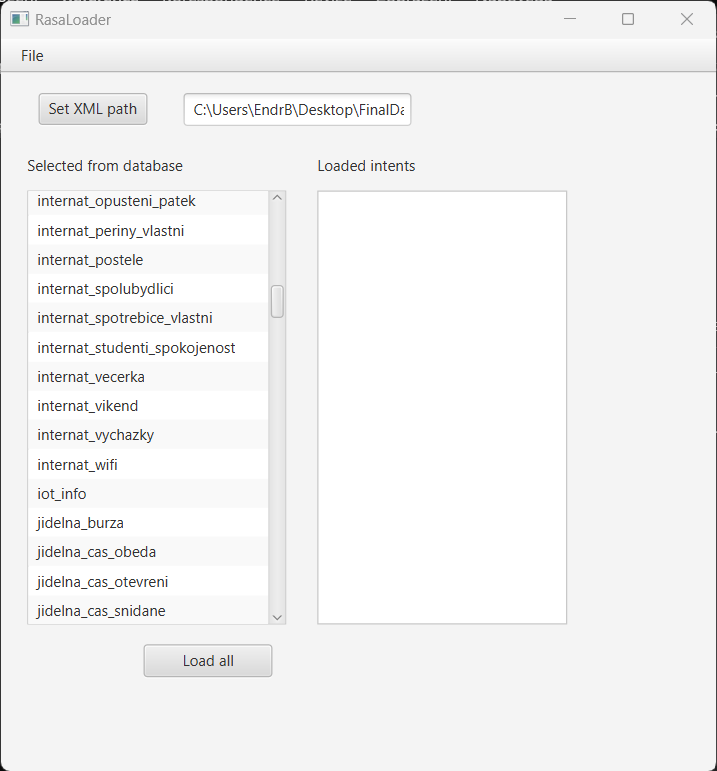 RasaLoader
File
Set XML path
C:\Users\EndrB\Desktop\FinalDa
Selected from database
Loaded intents
internat_opusteni_patek
internat_periny_vlastni
internat_postele
internat_spolubydlici
internat_spotrebice_vlastni
internat_studenti_spokojenost
internat_vecerka
internat_vikend
internat_vychazky
internat_wifi
iot_info
jidelna_burza
jidelna_cas_obeda
jidelna_cas_otevreni
jidelna_cas_snidane
Load all